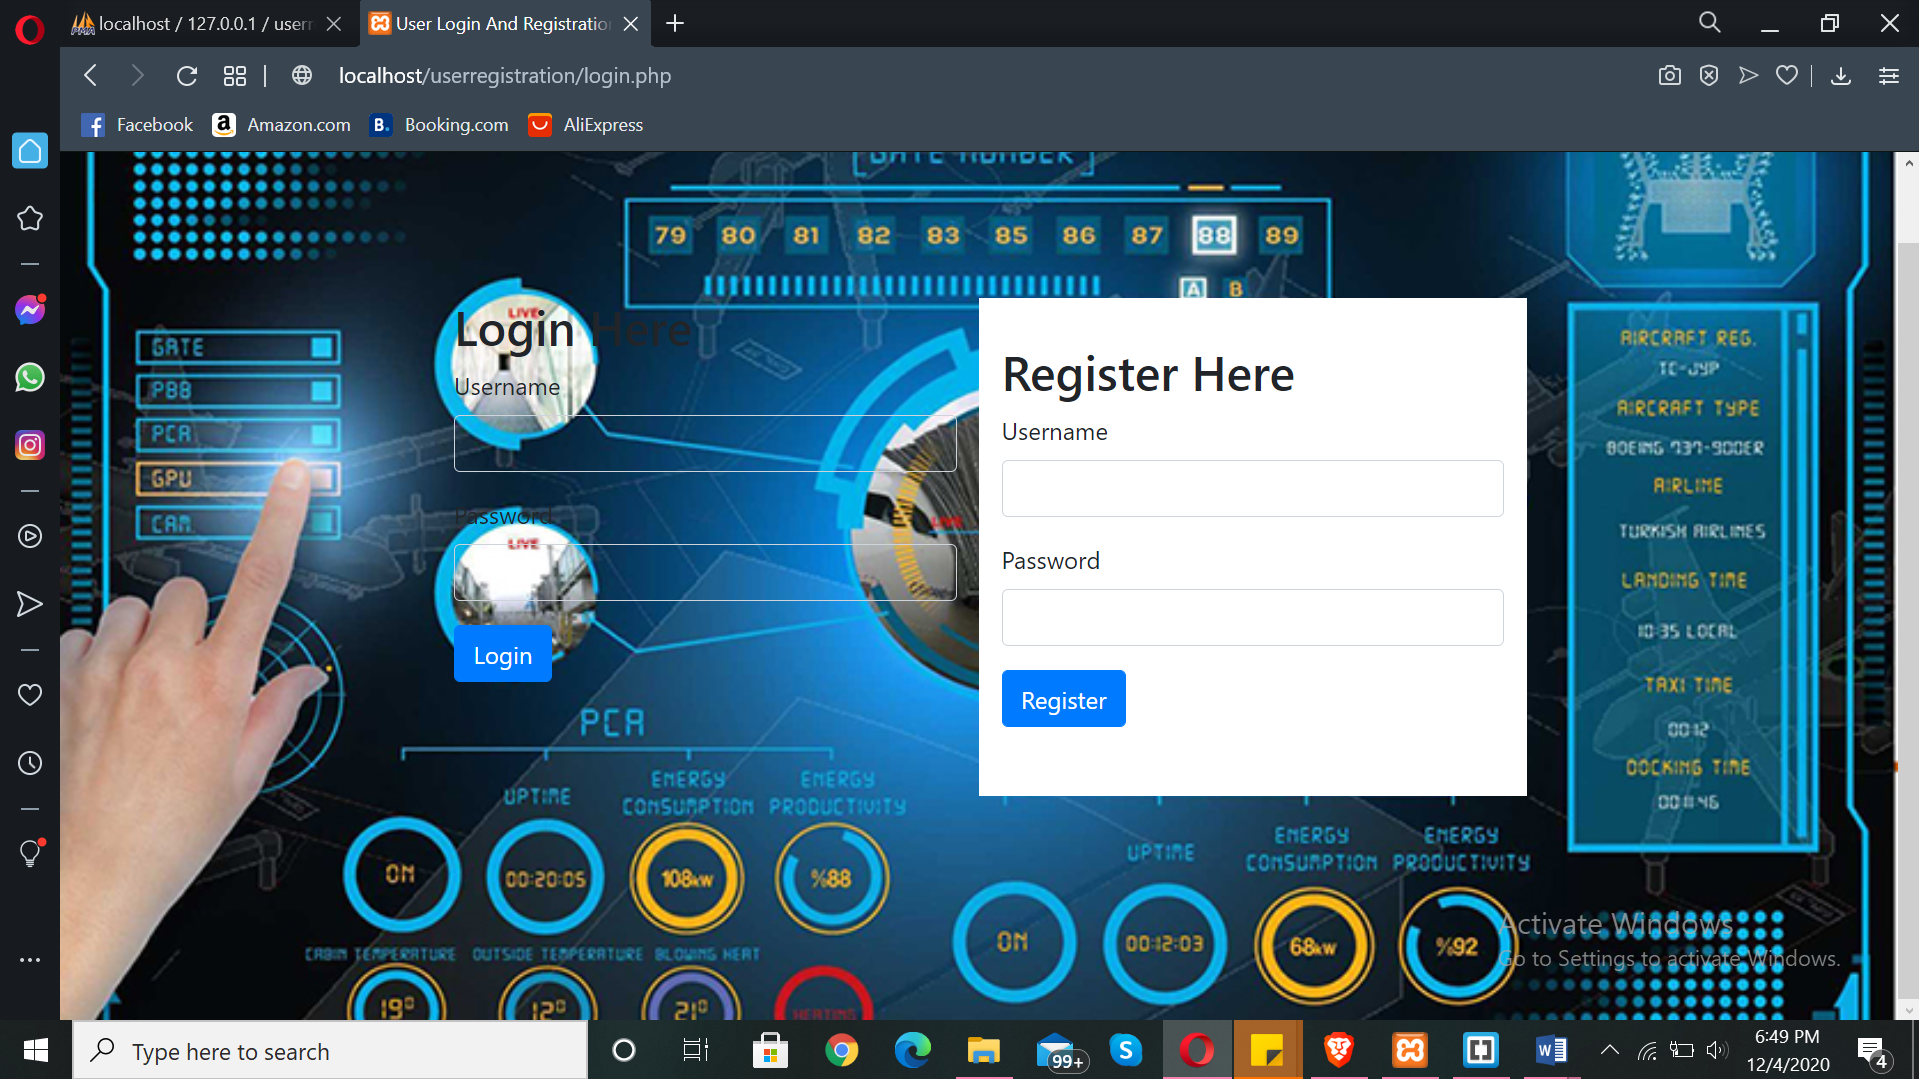 localhost / 127.0.0.1 / userr
User Login And Registration
localhost/userregistration/login.php
Facebook
Amazon.com
Booking.com
AliExpress
GATE NUMBER
79 80 81 82 83 85 86 87 88 89
A B
GATE
PBB
PCA
GPU
CAM
LIVE
Login Here
Username
Password
LIVE
Login
LIVE
Register Here
Username
Password
Register
AIRCRAFT REG.
TC-JYP
AIRCRAFT TYPE
BOEING 737-900ER
AIRLINE
TURKISH AIRLINES
LANDING TIME
10:35 LOCAL
TAXI TIME
00:12
DOCKING TIME
PCA
UPTIME
ENERGY CONSUMPTION
ENERGY PRODUCTIVITY
ON
00:20:05
108kW
%88
CABIN TEMPERATURE
OUTSIDE TEMPERATURE
BLOWING HEAT
19°
12°
21°
HEATING
UPTIME
ENERGY CONSUMPTION
ENERGY PRODUCTIVITY
ON
00:12:03
68kW
%92
Activate Windows
Go to Settings to activate Windows.
Type here to search
99+
6:49 PM
12/4/2020
4